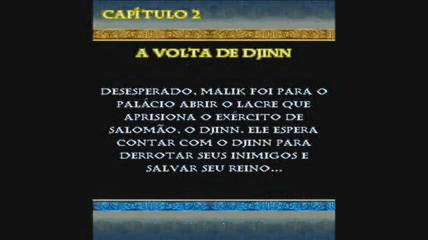 CAPÍTULO 2
A VOLTA DE DJINN
DESESPERADO, MALIK FOI PARA O
PALÁCIO ABRIR O LACRE QUE
APRISIONA O EXÉRCITO DE
SALOMÃO, O DJINN. ELE ESPERA
CONTAR COM O DJINN PARA
DERROTAR SEUS INIMIGOS E
SALVAR SEU REINO...